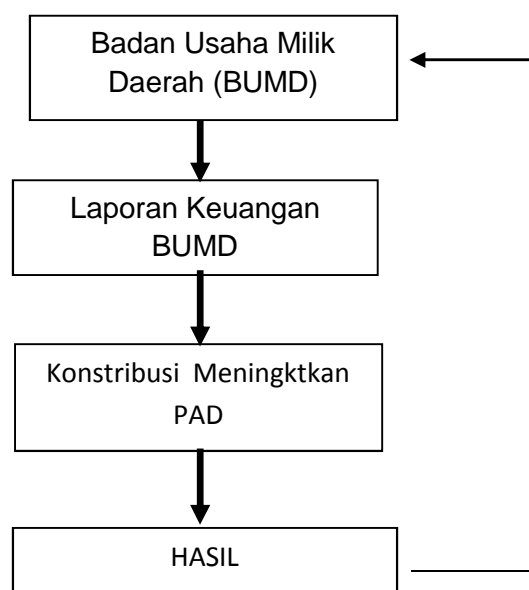 Badan Usaha Milik
Daerah (BUMD)
Laporan Keuangan
BUMD
Konstribusi Meningktkan
PAD
HASIL